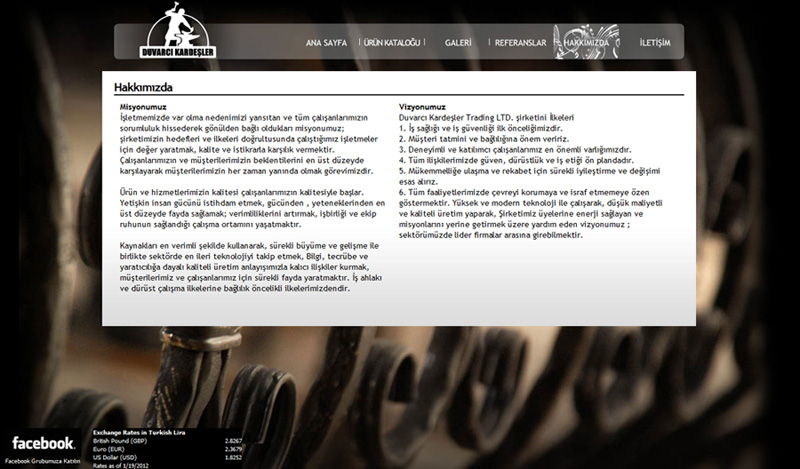 DUVARCI KARDEŞLER
ANA SAYFA | ÜRÜN KATALOĞU | GALERİ | REFERANSLAR HAKKIMIZDA İLETİŞİM
Hakkımızda
Misyonumuz
İşletmemizde var olma nedenimizi yansıtan ve tüm çalışanlarımızın
sorumluluk hissederek gönülden bağlı oldukları misyonumuz;
şirketimizin hedefleri ve ilkeleri doğrultusunda çalıştığımız işletmeler
için değer yaratmak, kalite ve istikrarla karşılık vermektir.
Çalışanlarımızın ve müşterilerimizin beklentilerini en üst düzeyde
karşılayarak müşterilerimizin her zaman yanında olmak görevimizdir.
Ürün ve hizmetlerimizin kalitesi çalışanlarımızın kalitesiyle başlar.
Yetişkin insan gücünü istihdam etmek, gücünden , yeteneklerinden en
üst düzeyde fayda sağlamak; verimliliklerini artırmak, işbirliği ve ekip
ruhunun sağlandığı çalışma ortamını yaşatmaktır.
Kaynakları en verimli şekilde kullanarak, sürekli büyüme ve gelişme ile
birlikte sektörde en ileri teknolojiyi takip etmek, Bilgi, tecrübe ve
yaratıcılığa dayalı kaliteli üretim anlayışımızla kalıcı ilişkiler kurmak,
müşterilerimiz ve çalışanlarımız için sürekli fayda yaratmaktır. İş ahlakı
ve dürüst çalışma ilkelerine bağlılık öncelikli ilkelerimizdendir.
Vizyonumuz
Duvarcı Kardeşler Trading LTD. şirketini İlkeleri
1. İş sağlığı ve iş güvenliği ilk önceliğimizdir.
2. Müşteri tatmini ve bağlılığına önem veririz.
3. Deneyimli ve katılımcı çalışanlarımız en önemli varlığımızdır.
4. Tüm ilişkilerimizde güven, dürüstlük ve iş etiği ön plandadır.
5. Mükemmelliğe ulaşma ve rekabet için sürekli iyileştirme ve değişimi
esas alırız.
6. Tüm faaliyetlerimizde çevreyi korumaya ve israf etmemeye özen
göstermektir. Yüksek ve modern teknoloji ile çalışarak, düşük maliyetli
ve kaliteli üretim yaparak, Şirketimiz üyelerine enerji sağlayan ve
misyonlarını yerine getirmek üzere yardım eden vizyonumuz ;
sektörümüzde lider firmalar arasına girebilmektir.
facebook
Facebook Grubumuza Katılın
Exchange Rates in Turkish Lira
British Pound (GBP) 2.8267
Euro (EUR) 2.3679
US Dollar (USD) 1.8252
Rates as of 1/19/2012